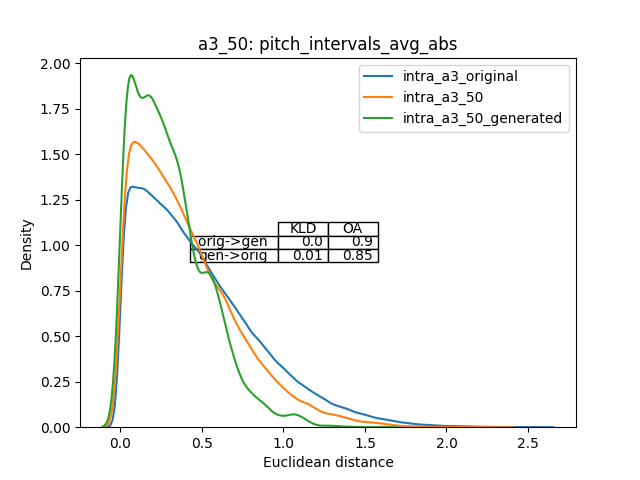 a3_50: pitch_intervals_avg_abs
intra_a3_original
intra_a3_50
intra_a3_50_generated
KLD OA
orig->gen 0.0 0.9
gen->orig 0.01 0.85
Density
2.00
1.75
1.50
1.25
1.00
0.75
0.50
0.25
0.00
0.0 0.5 1.0 1.5 2.0 2.5
Euclidean distance